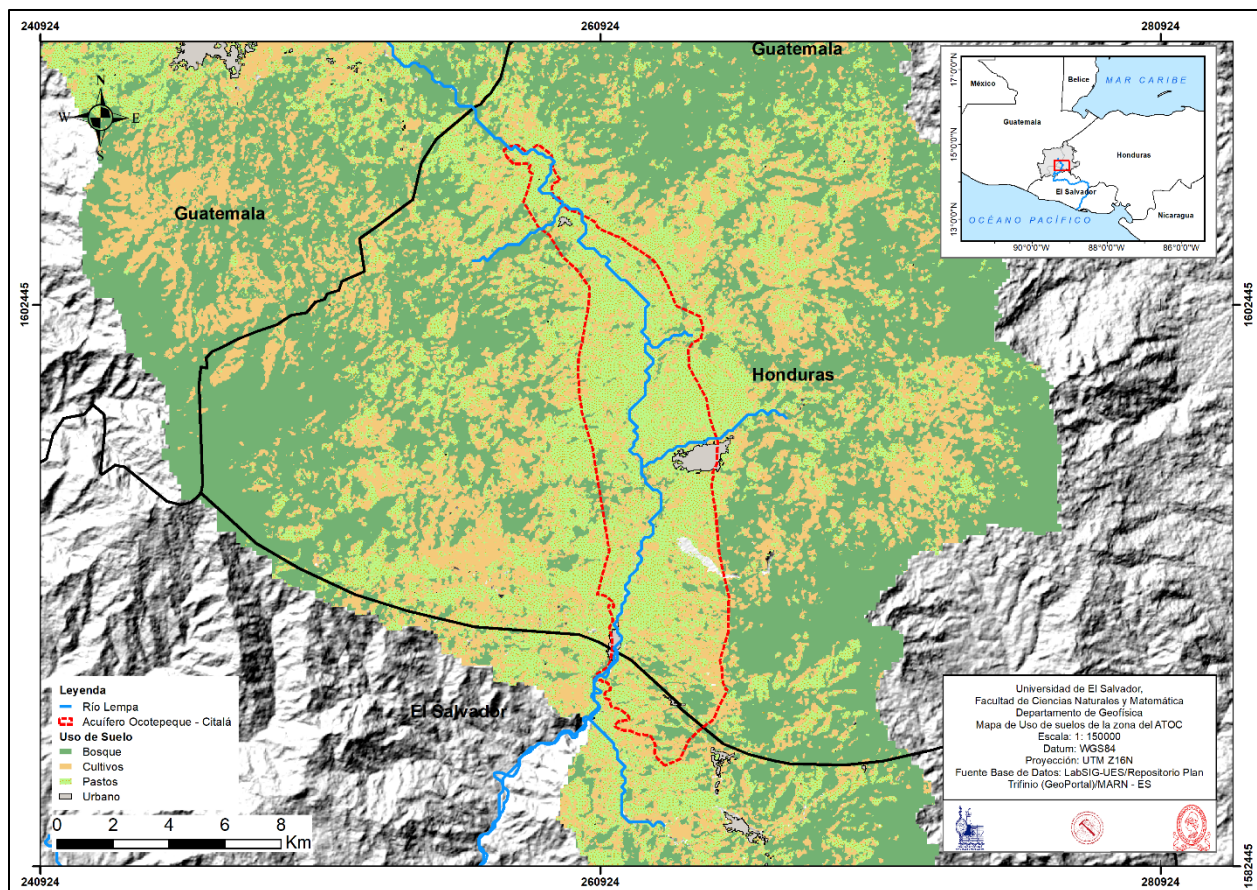 240924
260924
280924
Guatemala
N
W
E
S
Guatemala
Honduras
El Salvador
1602445
1602445
17°0'0"N
15°0'0"N
13°0'0"N
México
Belice
MAR CARIBE
Guatemala
Honduras
El Salvador
Nicaragua
OCÉANO PACÍFICO
90°0'0"W
88°0'0"W
86°0'0"W
Leyenda
Río Lempa
Acuífero Ocotepeque - Citalá
Uso de Suelo
Bosque
Cultivos
Pastos
Urbano
0 2 4 6 8
Km
Universidad de El Salvador,
Facultad de Ciencias Naturales y Matemática
Departamento de Geofísica
Mapa de Uso de suelos de la zona del ATOC
Escala: 1: 150000
Datum: WGS84
Proyección: UTM Z16N
Fuente Base de Datos: LabSIG-UES/Repositorio Plan
Trifinio (GeoPortal)/MARN - ES
1582445
240924
260924
280924